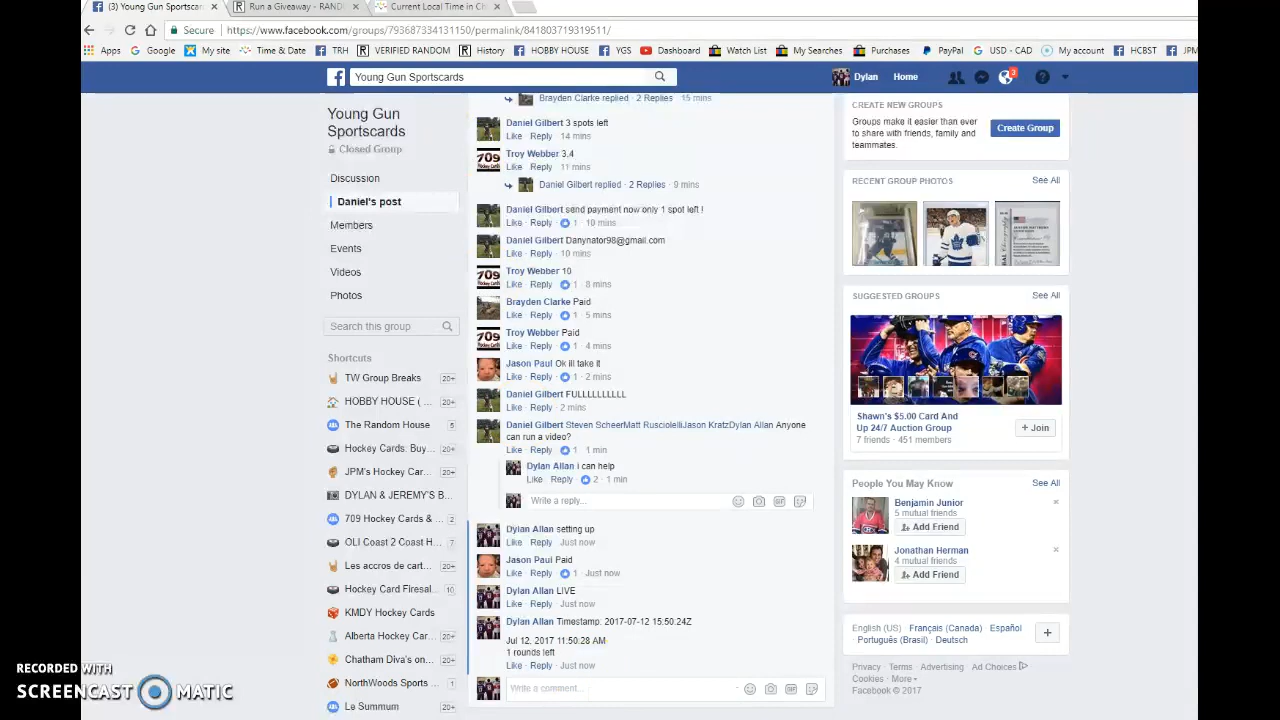 (3) Young Gun Sportscar
Run a Giveaway - RAND
Current Local Time in Ch
Secure
https://www.facebook.com/groups/793687334131150/permalink/841803719319511/
Apps Google My site Time & Date TRH VERIFIED RANDOM History HOBBY HOUSE YGS Dashboard Watch List My Searches Purchases PayPal USD - CAD My account HCBST JPM
Young Gun Sportscards
Dylan Home 3
Young Gun
Sportscards
Closed Group
Discussion
Daniel's post
Members
Events
Videos
Photos
Search this group
Shortcuts
TW Group Breaks 20+
HOBBY HOUSE ( ... 20+
The Random House 5
Hockey Cards: Buy... 20+
JPM's Hockey Car... 20+
DYLAN & JEREMY'S B...
709 Hockey Cards & ... 2
OLI Coast 2 Coast H... 7
Les accros de cart... 20+
Hockey Card Firesal... 10
KMDY Hockey Cards
Alberta Hockey Car... 20+
Chatham Diva's on... 20+
NorthWoods Sports ... 1
Le Summum 20+
Brayden Clarke replied · 2 Replies 15 mins
Daniel Gilbert 3 spots left
Like · Reply · 14 mins
Troy Webber 3,4
Like · Reply · 11 mins
Daniel Gilbert replied · 2 Replies · 9 mins
Daniel Gilbert send payment now only 1 spot left !
Like · Reply · 1 · 10 mins
Daniel Gilbert Danynator98@gmail.com
Like · Reply · 10 mins
Troy Webber 10
Like · Reply · 1 · 8 mins
Brayden Clarke Paid
Like · Reply · 1 · 5 mins
Troy Webber Paid
Like · Reply · 1 · 4 mins
Jason Paul Ok ill take it
Like · Reply · 1 · 2 mins
Daniel Gilbert FULLLLLLLLLL
Like · Reply · 2 mins
Daniel Gilbert Steven ScheerMatt RuscioleliiJason KratzDylan Allan Anyone
can run a video?
Like · Reply · 1 · 1 min
Dylan Allan i can help
Like · Reply · 2 · 1 min
Write a reply...
Dylan Allan setting up
Like · Reply · Just now
Jason Paul Paid
Like · Reply · 1 · Just now
Dylan Allan LIVE
Like · Reply · Just now
Dylan Allan Timestamp: 2017-07-12 15:50:24Z
Jul 12, 2017 11:50:28 AM
1 rounds left
Like · Reply · Just now
Write a comment...
CREATE NEW GROUPS
Groups make it easier than ever
to share with friends, family and
teammates.
Create Group
RECENT GROUP PHOTOS See All
SUGGESTED GROUPS See All
Shawn's $5.00 Card And
Up 24/7 Auction Group
7 friends · 451 members
+ Join
People You May Know See All
Benjamin Junior
5 mutual friends
Add Friend
Jonathan Herman
4 mutual friends
Add Friend
English (US) · Français (Canada) · Español ·
Português (Brasil) · Deutsch
Privacy · Terms · Advertising · Ad Choices
Cookies · More
Facebook © 2017
RECORDED WITH
SCREENCAST MATIC